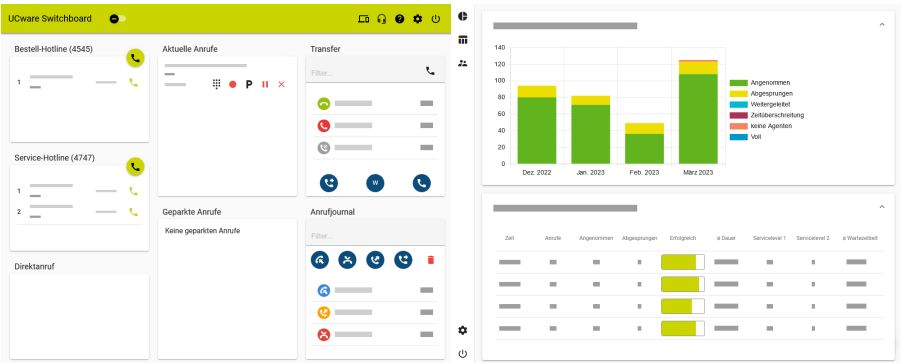 UCware Switchboard
Bestell-Hotline (4545)
1
Service-Hotline (4747)
1
2
Direktanruf
Aktuelle Anrufe
P
Geparkte Anrufe
Keine geparkten Anrufe
Transfer
Filter...
W
Anrufjournal
Filter...
140
120
100
80
60
40
20
0
Dez. 2022 Jan. 2023 Feb. 2023 März 2023
Angenommen
Abgesprungen
Weitergeleitet
Zeitüberschreitung
keine Agenten
Voll
Zeit Anrufe Angenommen Abgesprungen Erfolgreich ø Dauer Servicelevel 1 Servicelevel 2 ø Wartezeitzeit